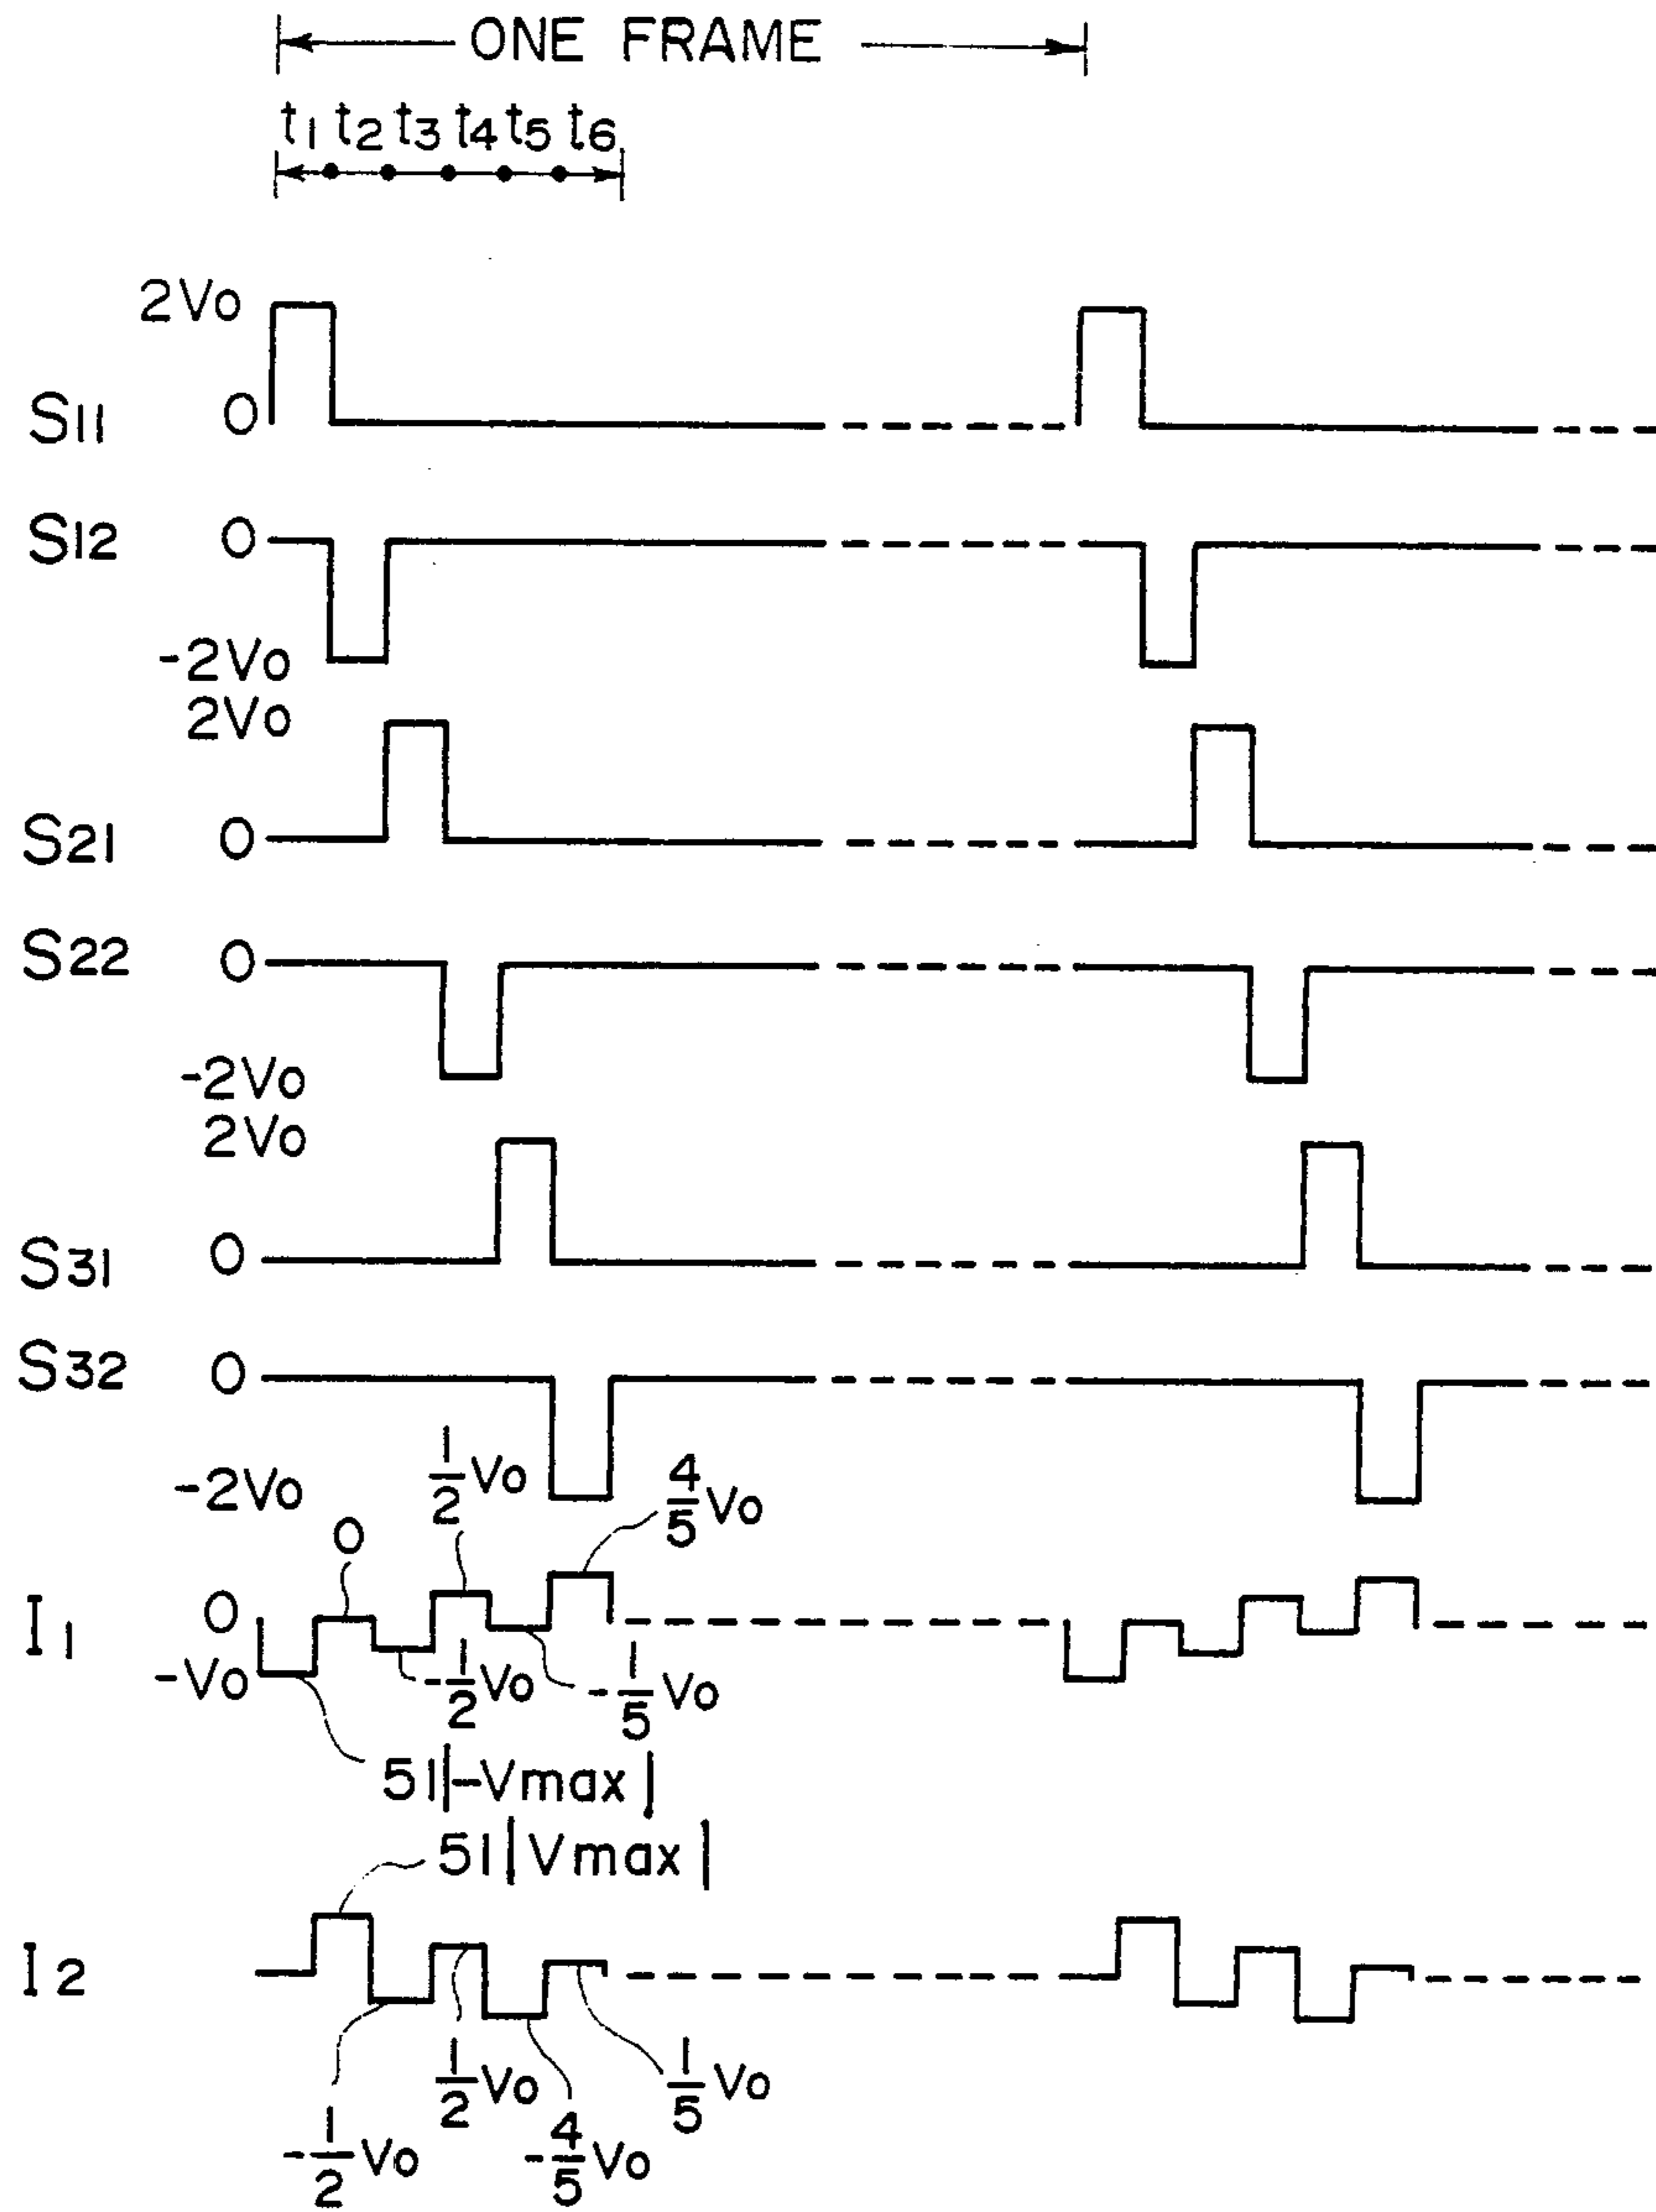 ONE FRAME
t1 t2 t3 t4 t5 t6
2Vo
S11 0
S12 0
-2Vo
2Vo
S21 0
S22 0
-2Vo
2Vo
S31 0
S32 0
-2Vo
1/2 Vo
4/5 Vo
0
I1 0
-Vo
-1/2 Vo
-1/5 Vo
51|-Vmax|
51|Vmax|
I2
1/2 Vo
1/5 Vo
-1/2 Vo
-4/5 Vo